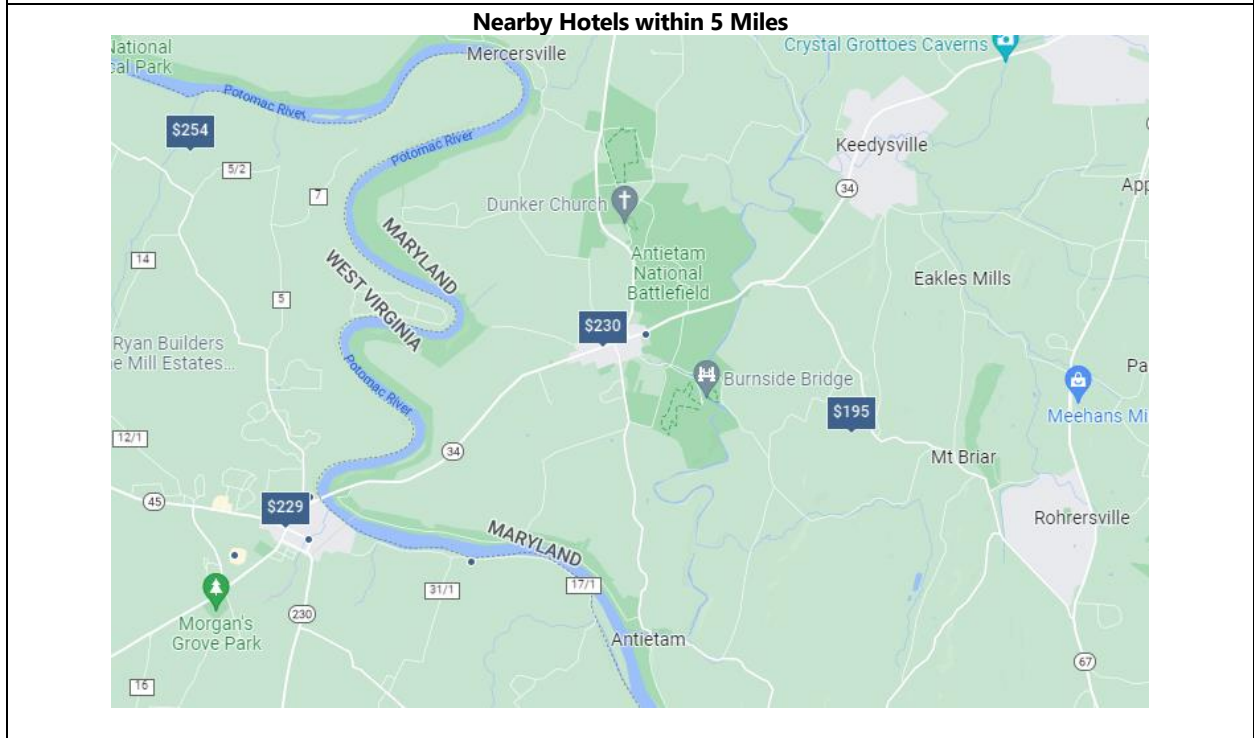 Nearby Hotels within 5 Miles
National
cal Park
Mercersville
Crystal Grottoes Caverns
Potomac River
$254
5/2
Potomac River
Keedysville
7
34
App
Dunker Church
MARYLAND
WEST VIRGINIA
14
Antietam
National
Battlefield
Eakles Mills
5
$230
Ryan Builders
e Mill Estates...
Potomac River
Burnside Bridge
Pa
$195
Meehans Mi
12/1
34
Mt Briar
45
$229
Rohrersville
MARYLAND
31/1
17/1
230
Morgan's
Grove Park
Antietam
67
16